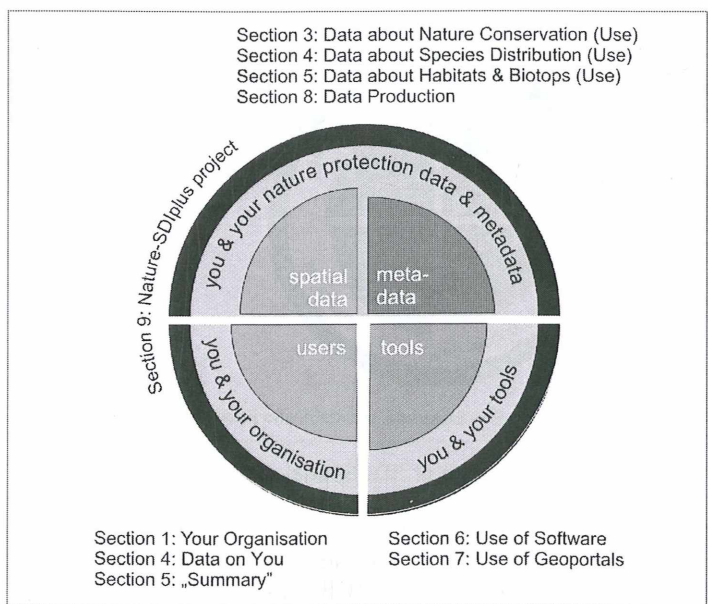 Section 3: Data about Nature Conservation (Use)
Section 4: Data about Species Distribution (Use)
Section 5: Data about Habitats & Biotops (Use)
Section 8: Data Production
Section 9: Nature-SDIplus project
you & your nature protection data & metadata
spatial
data
meta-
data
users
tools
you & your organisation
you & your tools
Section 1: Your Organisation
Section 4: Data on You
Section 5: „Summary"
Section 6: Use of Software
Section 7: Use of Geoportals